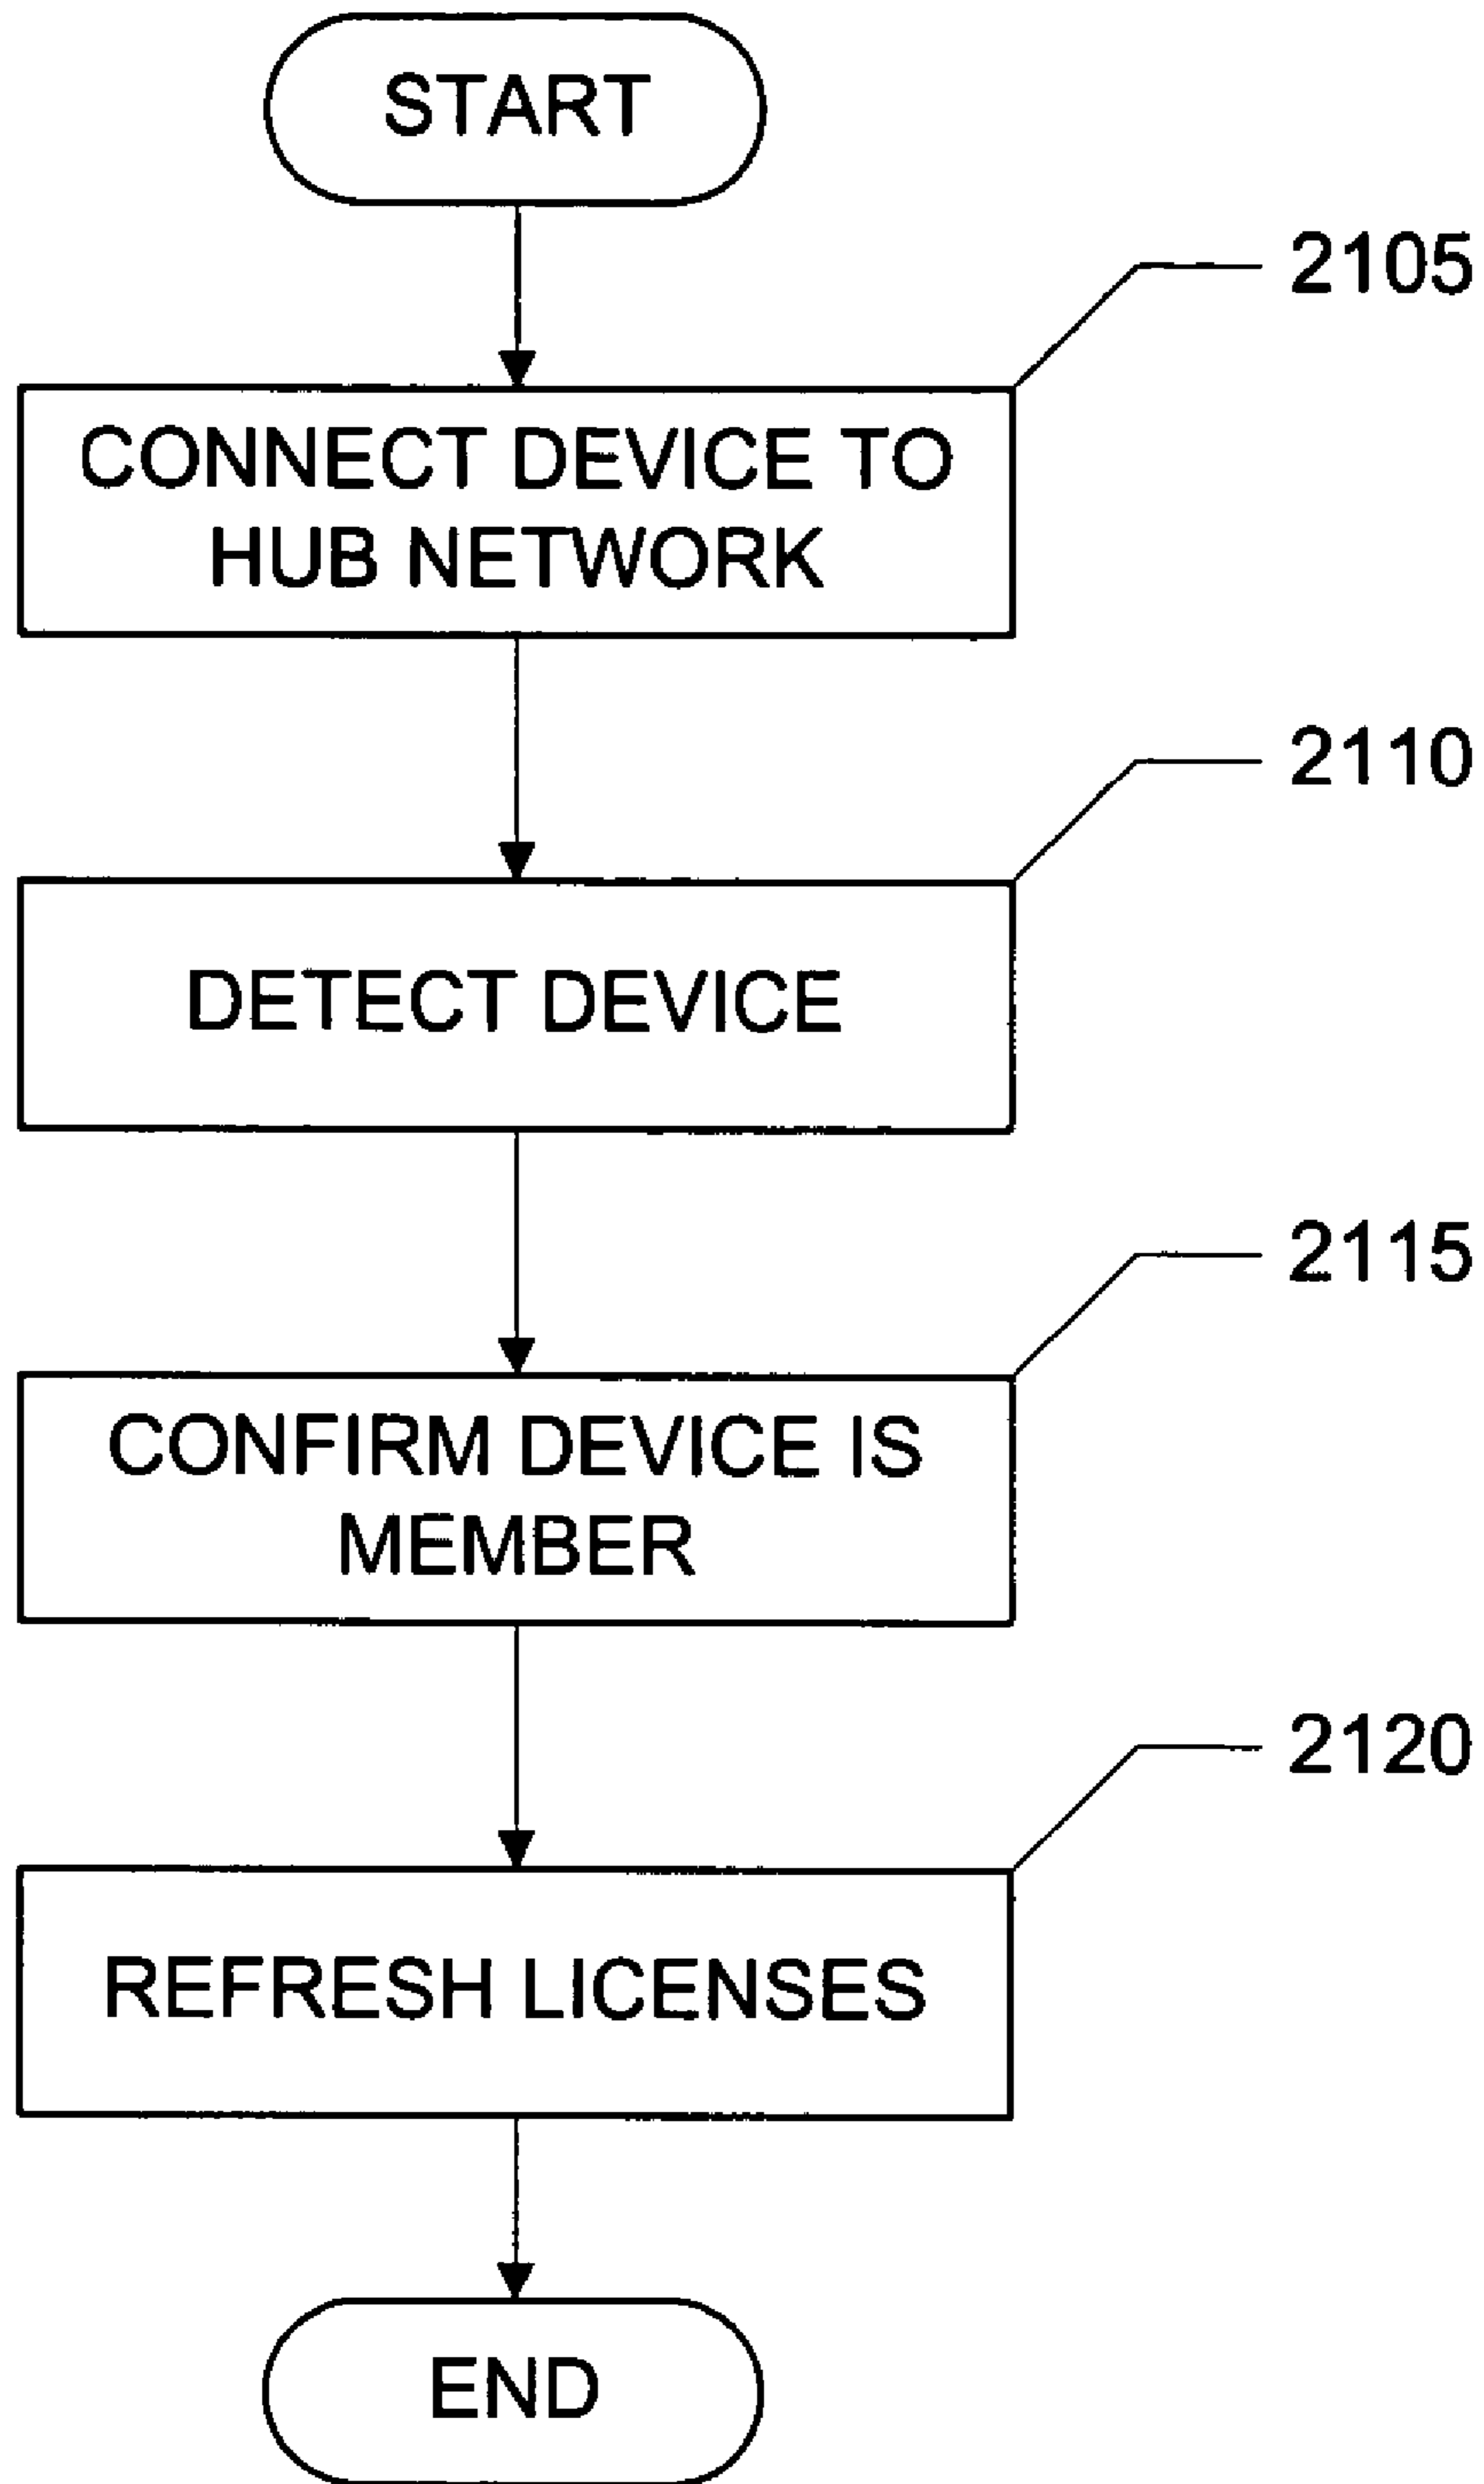 START
2105
CONNECT DEVICE TO
HUB NETWORK
2110
DETECT DEVICE
2115
CONFIRM DEVICE IS
MEMBER
2120
REFRESH LICENSES
END